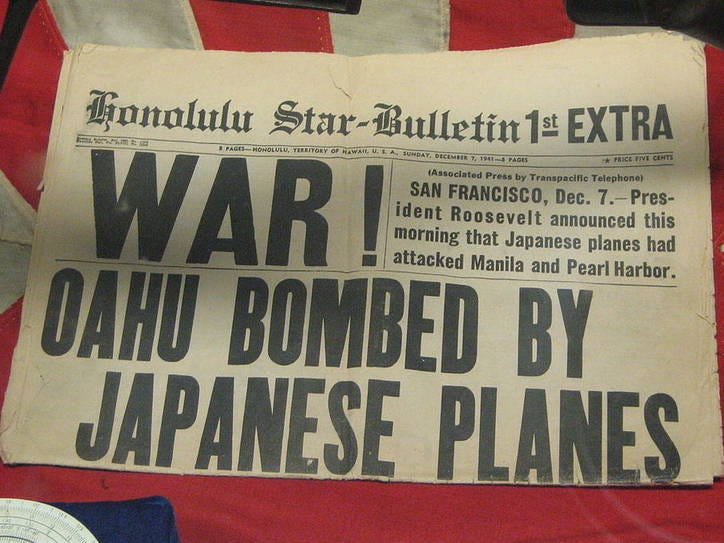 Honolulu Star-Bulletin 1st EXTRA
8 PAGES—HONOLULU, TERRITORY OF HAWAII, U. S. A., SUNDAY, DECEMBER 7, 1941—8 PAGES
★ PRICE FIVE CENTS
WAR!
(Associated Press by Transpacific Telephone)
SAN FRANCISCO, Dec. 7.—Pres-
ident Roosevelt announced this
morning that Japanese planes had
attacked Manila and Pearl Harbor.
OAHU BOMBED BY
JAPANESE PLANES